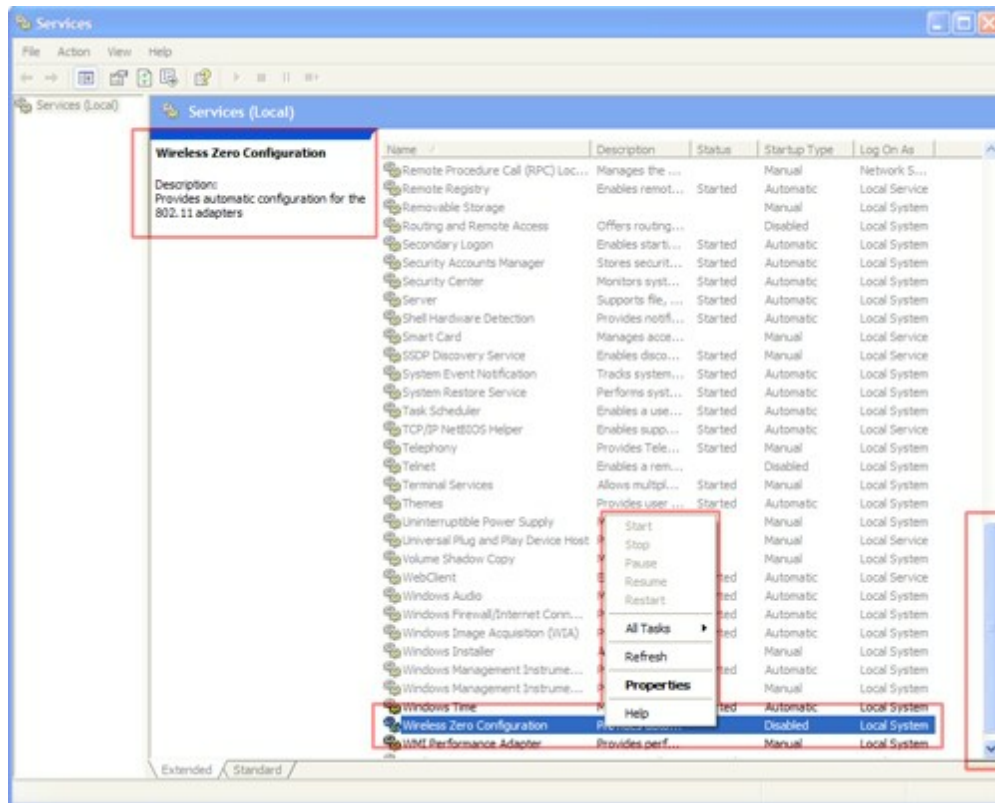 Services
File Action View Help
Services (Local)
Services (Local)
Wireless Zero Configuration
Description:
Provides automatic configuration for the
802.11 adapters
Name Description Status Startup Type Log On As
Remote Procedure Call (RPC) Loc... Manages the ... Manual Network S...
Remote Registry Enables remot... Started Automatic Local Service
Removable Storage Manual Local System
Routing and Remote Access Offers routing... Disabled Local System
Secondary Logon Enables starti... Started Automatic Local System
Security Accounts Manager Stores securit... Started Automatic Local System
Security Center Monitors syst... Started Automatic Local System
Server Supports file, ... Started Automatic Local System
Shell Hardware Detection Provides notifi... Started Automatic Local System
Smart Card Manages acce... Manual Local Service
SSDP Discovery Service Enables disco... Started Manual Local Service
System Event Notification Tracks system... Started Automatic Local System
System Restore Service Performs syst... Started Automatic Local System
Task Scheduler Enables a use... Started Automatic Local System
TCP/IP NetBIOS Helper Enables supp... Started Automatic Local Service
Telephony Provides Tele... Started Manual Local System
Telnet Enables a rem... Disabled Local System
Terminal Services Allows multipl... Started Manual Local System
Themes Provides user ... Started Automatic Local System
Uninterruptible Power Supply Manual Local Service
Universal Plug and Play Device Host Manual Local Service
Volume Shadow Copy Manual Local System
WebClient Automatic Local Service
Windows Audio Automatic Local System
Windows Firewall/Internet Conn... Automatic Local System
Windows Image Acquisition (WIA) Manual Local System
Windows Installer Manual Local System
Windows Management Instrume... Automatic Local System
Windows Management Instrume... Manual Local System
Windows Time Automatic Local System
Wireless Zero Configuration Disabled Local System
WMI Performance Adapter Provides perf... Manual Local System
Start
Stop
Pause
Resume
Restart
All Tasks
Refresh
Properties
Help
Extended Standard